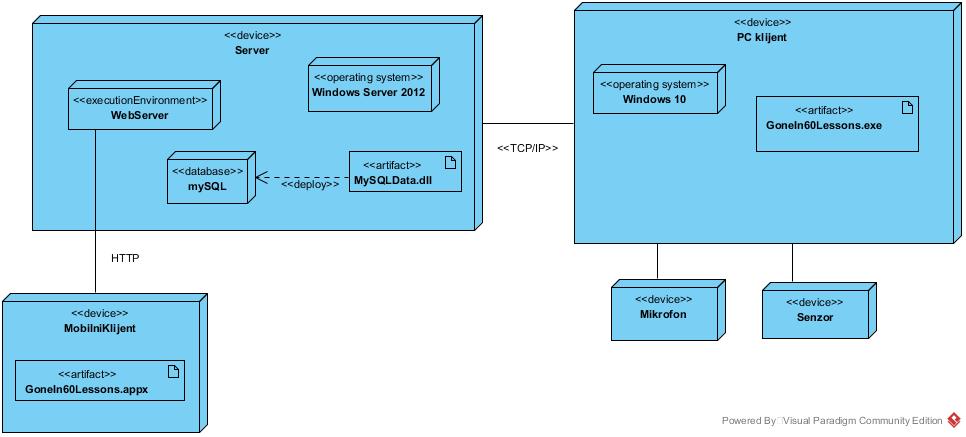 <<device>>
Server
<<operating system>>
Windows Server 2012
<<executionEnvironment>>
WebServer
<<database>>
mySQL
<<deploy>>
<<artifact>>
MySQLData.dll
<<TCP/IP>>
<<device>>
PC klijent
<<operating system>>
Windows 10
<<artifact>>
GoneIn60Lessons.exe
HTTP
<<device>>
MobilniKlijent
<<artifact>>
GoneIn60Lessons.appx
<<device>>
Mikrofon
<<device>>
Senzor
Powered By Visual Paradigm Community Edition